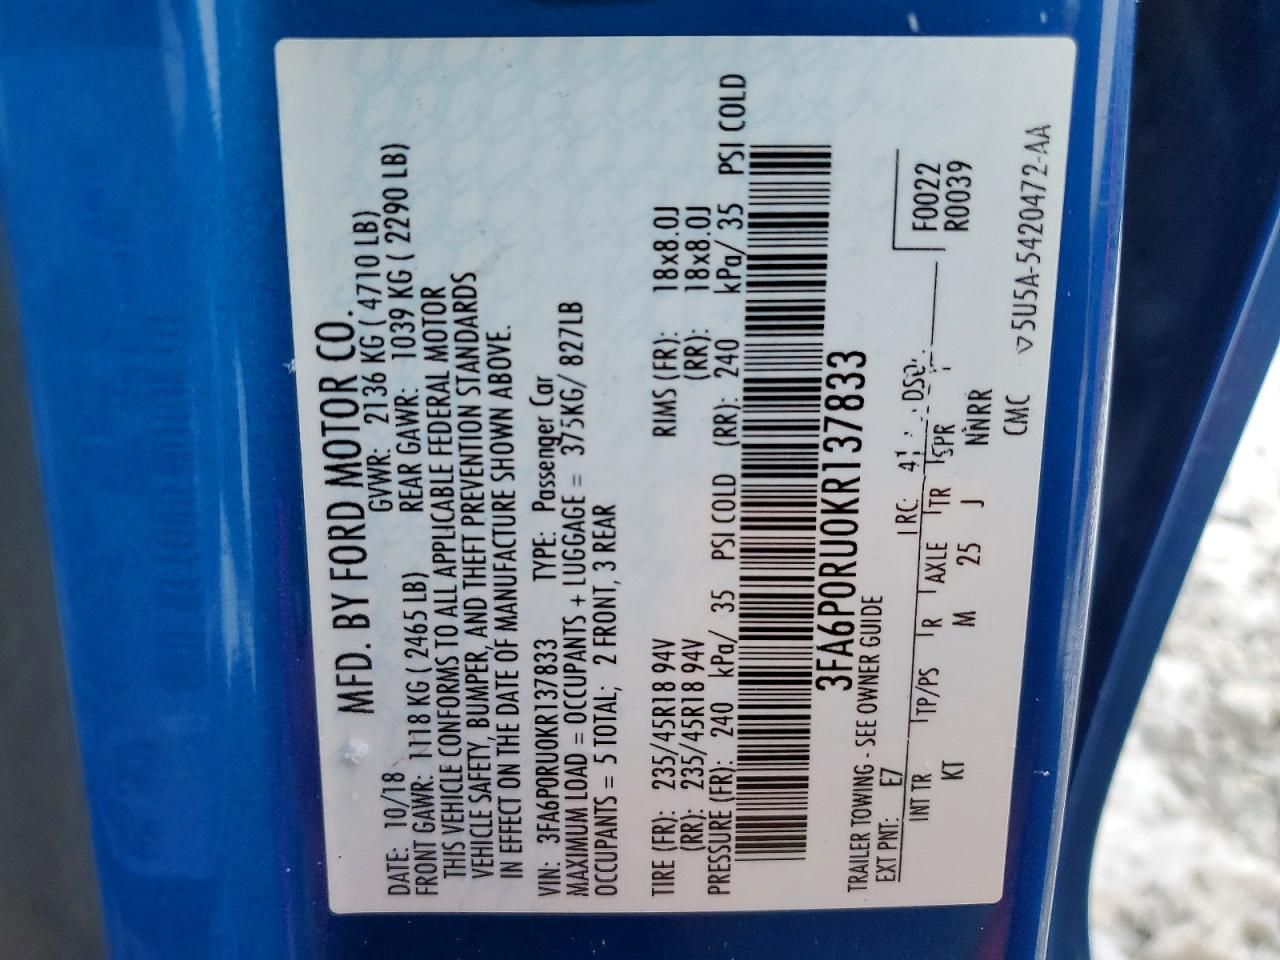 MFD. BY FORD MOTOR CO.
DATE: 10/18 GVWR: 2136 KG ( 4710 LB)
FRONT GAWR: 1118 KG ( 2465 LB) REAR GAWR: 1039 KG ( 2290 LB)
THIS VEHICLE CONFORMS TO ALL APPLICABLE FEDERAL MOTOR
VEHICLE SAFETY, BUMPER, AND THEFT PREVENTION STANDARDS
IN EFFECT ON THE DATE OF MANUFACTURE SHOWN ABOVE.
VIN: 3FA6P0RU0KR137833 TYPE: Passenger Car
MAXIMUM LOAD = OCCUPANTS + LUGGAGE = 375KG/ 827LB
OCCUPANTS = 5 TOTAL, 2 FRONT, 3 REAR
TIRE (FR): 235/45R18 94V RIMS (FR): 18x8.0J
(RR): 235/45R18 94V (RR): 18x8.0J
PRESSURE (FR): 240 kPa/ 35 PSI COLD (RR): 240 kPa/ 35 PSI COLD
3FA6P0RU0KR137833
TRAILER TOWING - SEE OWNER GUIDE
EXT PNT: E7 RC: 41 DSO: F0022
INT TR TP/PS R AXLE TR SPR R0039
KT M 25 J NNRR
CMC V5U5A-5420472-AA